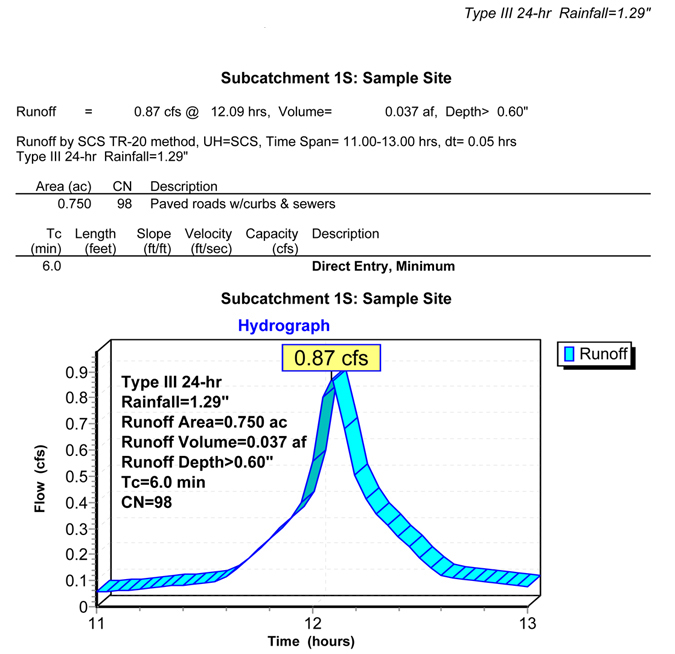 Type III 24-hr Rainfall=1.29"
Subcatchment 1S: Sample Site
Runoff = 0.87 cfs @ 12.09 hrs, Volume= 0.037 af, Depth> 0.60"
Runoff by SCS TR-20 method, UH=SCS, Time Span= 11.00-13.00 hrs, dt= 0.05 hrs
Type III 24-hr Rainfall=1.29"
Area (ac) CN Description
0.750 98 Paved roads w/curbs & sewers
Tc Length Slope Velocity Capacity Description
(min) (feet) (ft/ft) (ft/sec) (cfs)
6.0 Direct Entry, Minimum
Subcatchment 1S: Sample Site
Hydrograph
0.87 cfs
Runoff
Type III 24-hr
Rainfall=1.29"
Runoff Area=0.750 ac
Runoff Volume=0.037 af
Runoff Depth>0.60"
Tc=6.0 min
CN=98
Flow (cfs)
0.9
0.8
0.7
0.6
0.5
0.4
0.3
0.2
0.1
0
11 12 13
Time (hours)